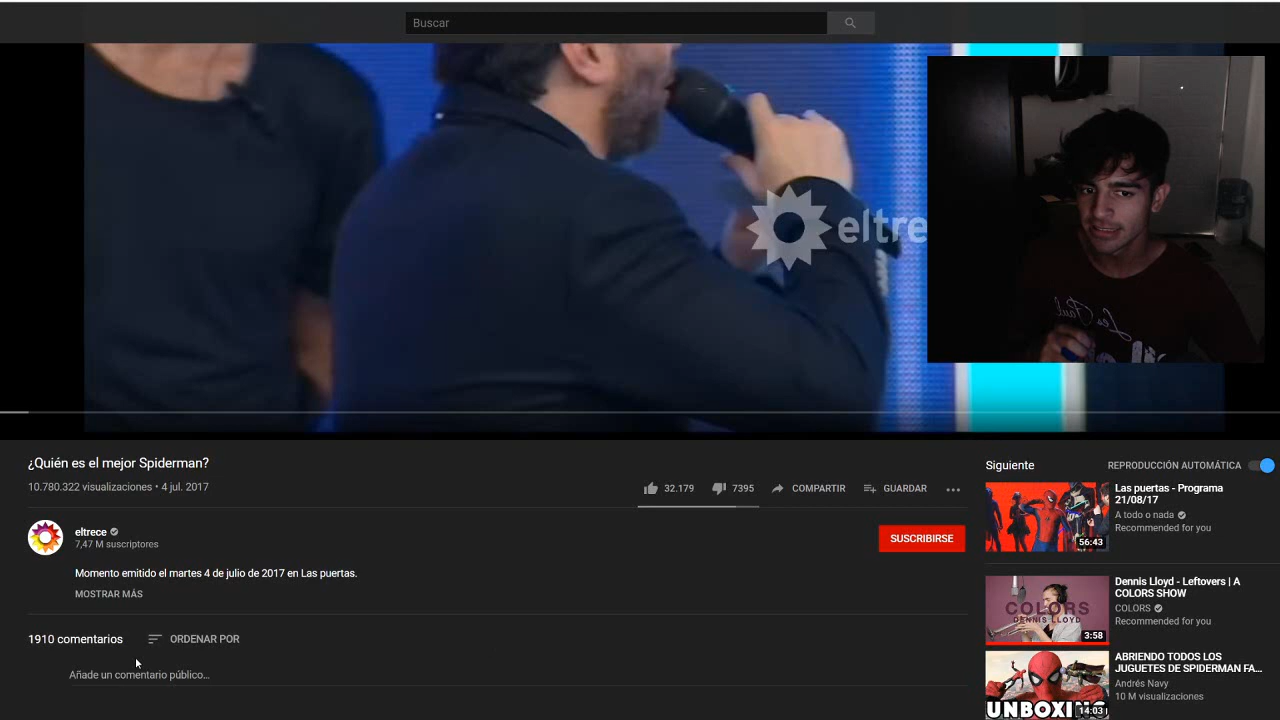 Buscar
eltre
Les Paul
¿Quién es el mejor Spiderman?
10.780.322 visualizaciones • 4 jul. 2017
32.179
7395
COMPARTIR
GUARDAR
eltrece
7,47 M suscriptores
SUSCRIBIRSE
Momento emitido el martes 4 de julio de 2017 en Las puertas.
MOSTRAR MÁS
1910 comentarios
ORDENAR POR
Añade un comentario público...
Siguiente
REPRODUCCIÓN AUTOMÁTICA
Las puertas - Programa
21/08/17
A todo o nada
Recommended for you
56:43
Dennis Lloyd - Leftovers | A
COLORS SHOW
COLORS
Recommended for you
COLORS
DENNIS LLOYD
3:58
ABRIENDO TODOS LOS
JUGUETES DE SPIDERMAN FA...
Andrés Navy
10 M visualizaciones
UNBOXING
14:03